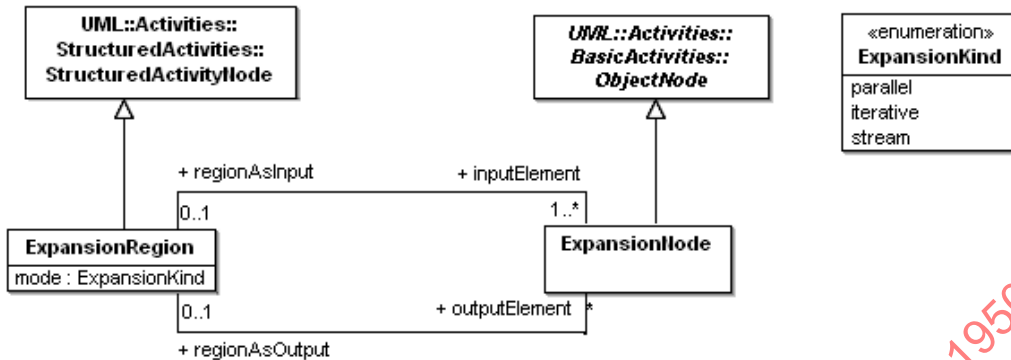 UML::Activities::
StructuredActivities::
StructuredActivityNode
UML::Activities::
BasicActivities::
ObjectNode
«enumeration»
ExpansionKind
parallel
iterative
stream
+ regionAsInput
+ inputElement
0..1
1..*
ExpansionRegion
mode : ExpansionKind
ExpansionNode
0..1
+ outputElement
*
+ regionAsOutput